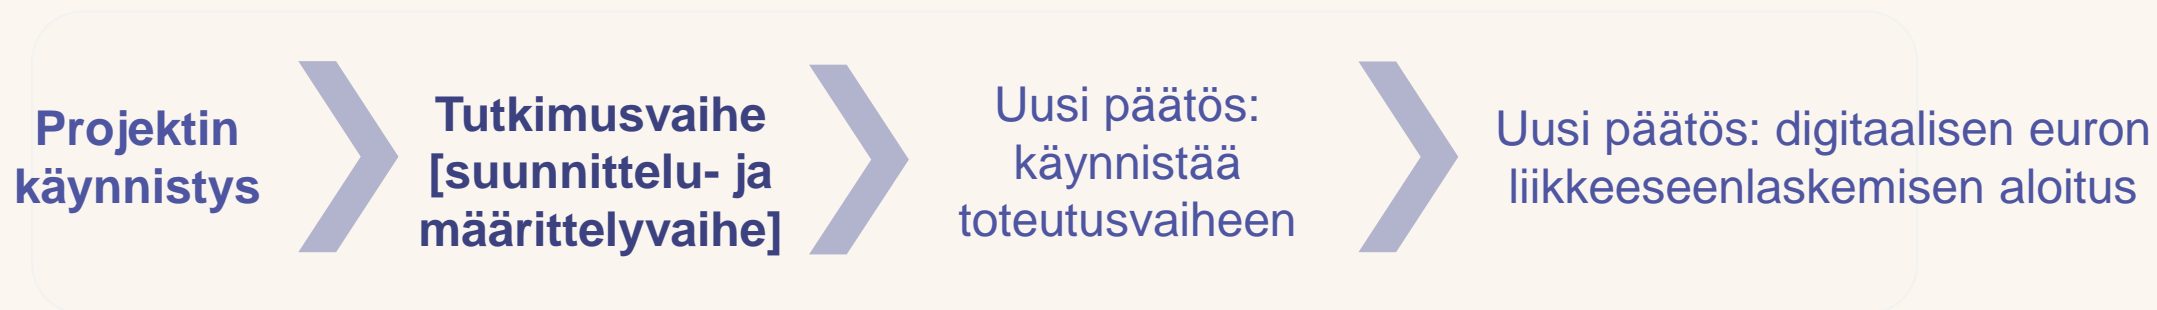 Projektin
käynnistys
Tutkimusvaihe
[suunnittelu- ja
määrittelyvaihe]
Uusi päätös:
käynnistää
toteutusvaiheen
Uusi päätös: digitaalisen euron
liikkeeseenlaskemisen aloitus